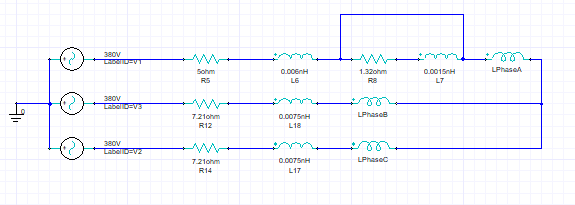 380V
LabelID=V1
5ohm
R5
0.006nH
L6
1.32ohm
R8
0.0015nH
L7
LPhaseA
0
380V
LabelID=V3
7.21ohm
R12
0.0075nH
L18
LPhaseB
380V
LabelID=V2
7.21ohm
R14
0.0075nH
L17
LPhaseC